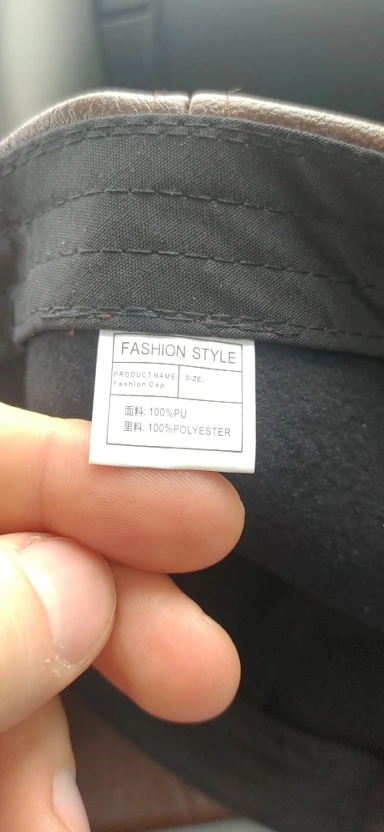 FASHION STYLE
PRODUCT NAME: SIZE:
Fashion Cap
面料: 100%PU
里料: 100%POLYESTER